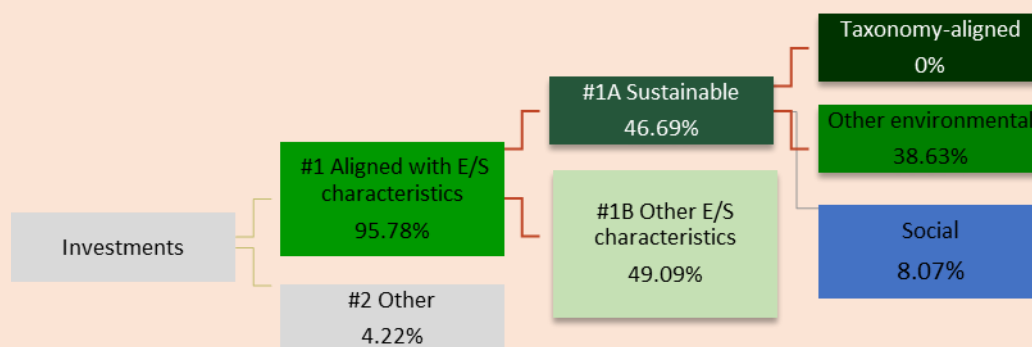 Investments
#1 Aligned with E/S
characteristics
95.78%
#2 Other
4.22%
#1A Sustainable
46.69%
#1B Other E/S
characteristics
49.09%
Taxonomy-aligned
0%
Other environmental
38.63%
Social
8.07%